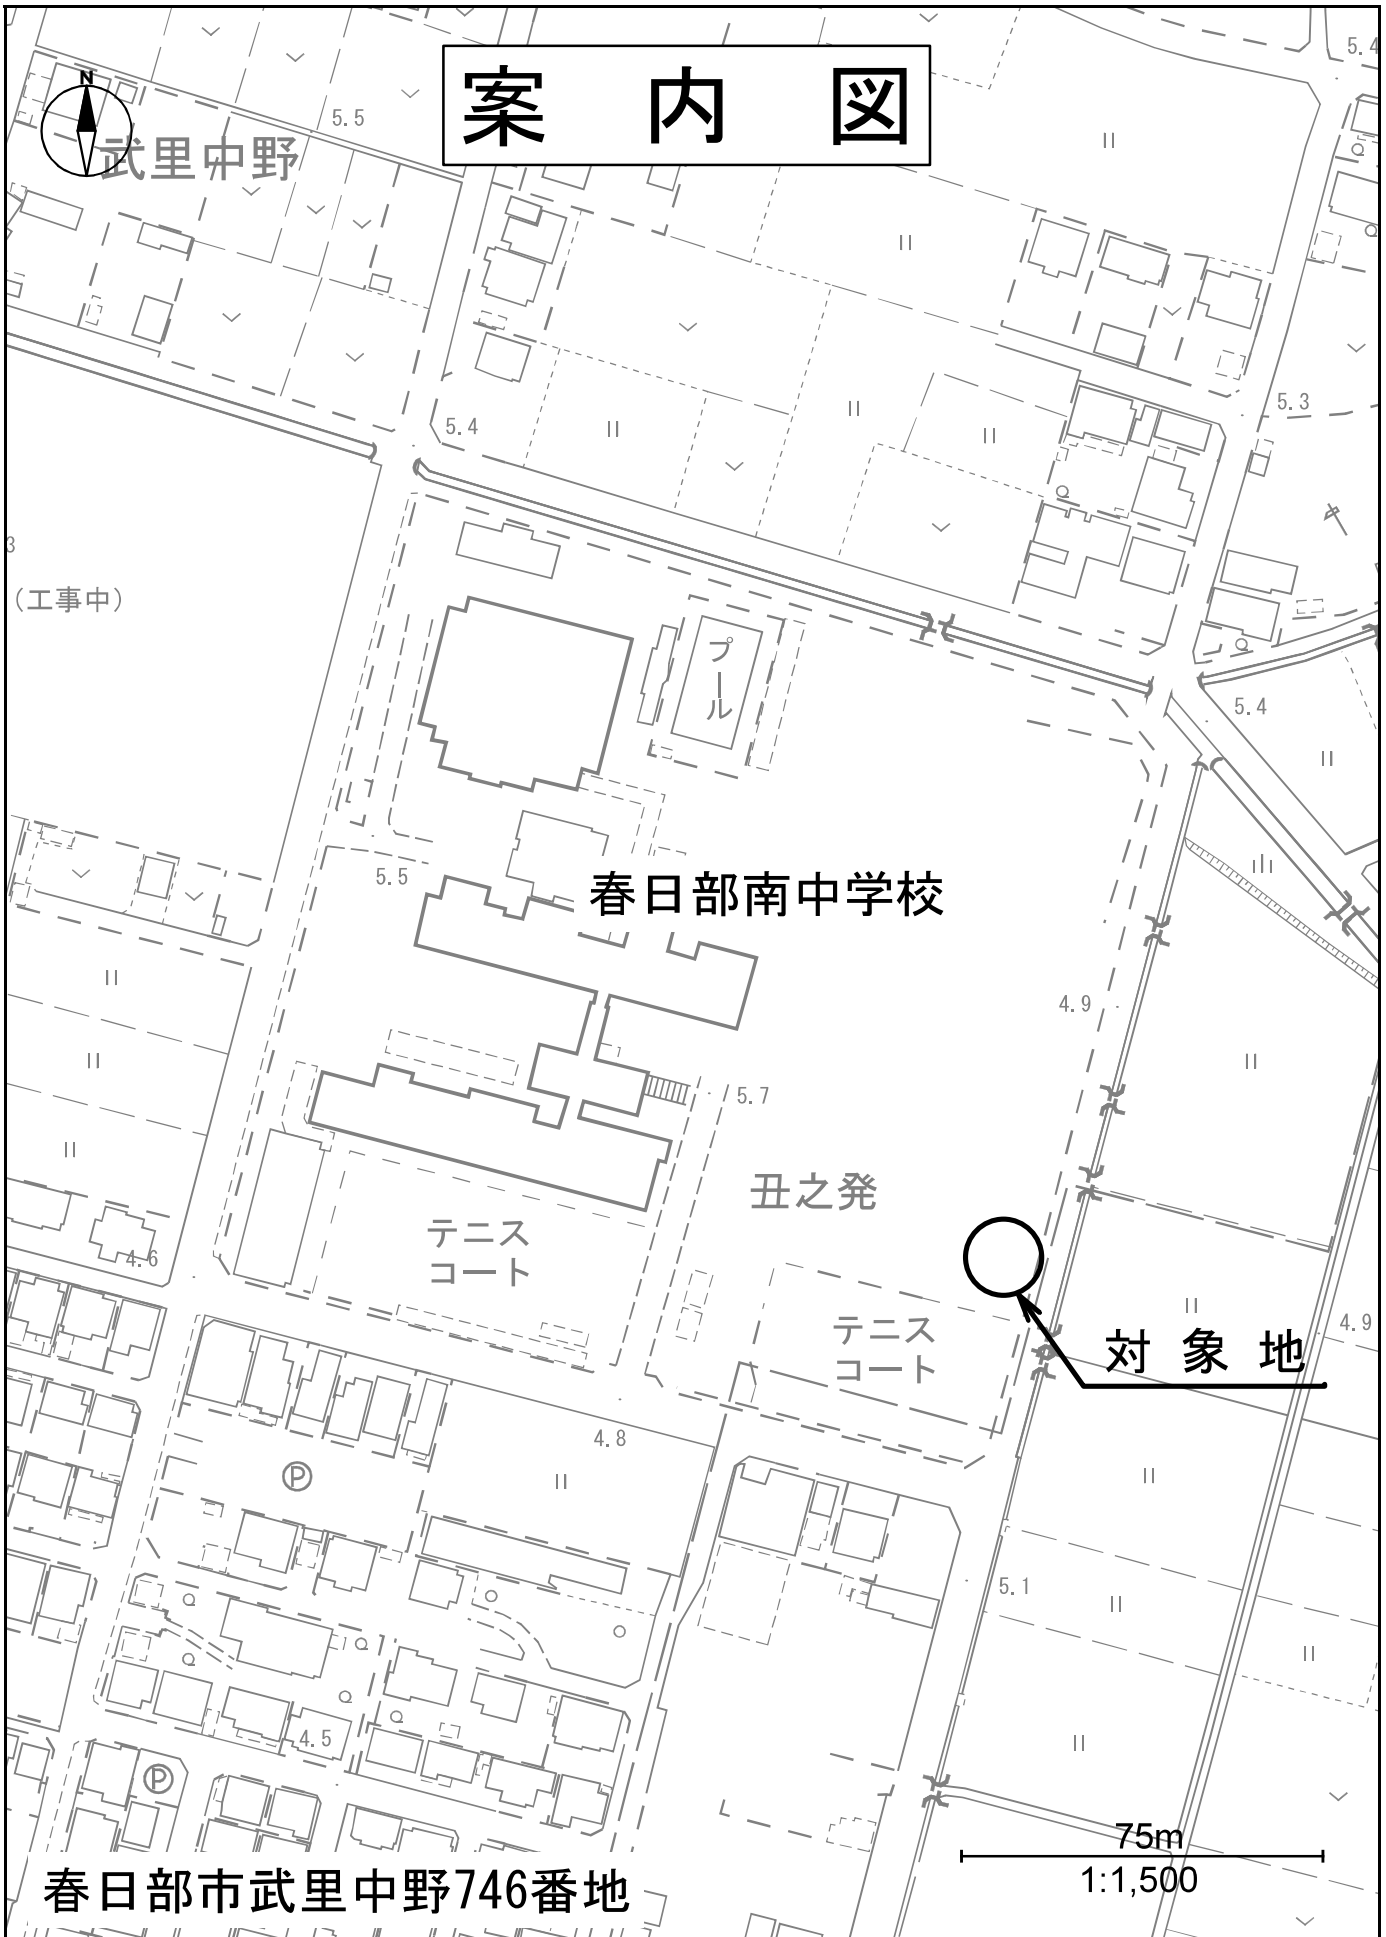 案内図
N
5.4
5.5
武里中野
5.4
5.3
3
(工事中)
プール
5.4
5.5
春日部南中学校
4.9
5.7
丑之発
テニス
コート
4.6
テニス
コート
対象地
4.9
4.8
P
5.1
4.5
P
75m
1:1,500
春日部市武里中野746番地